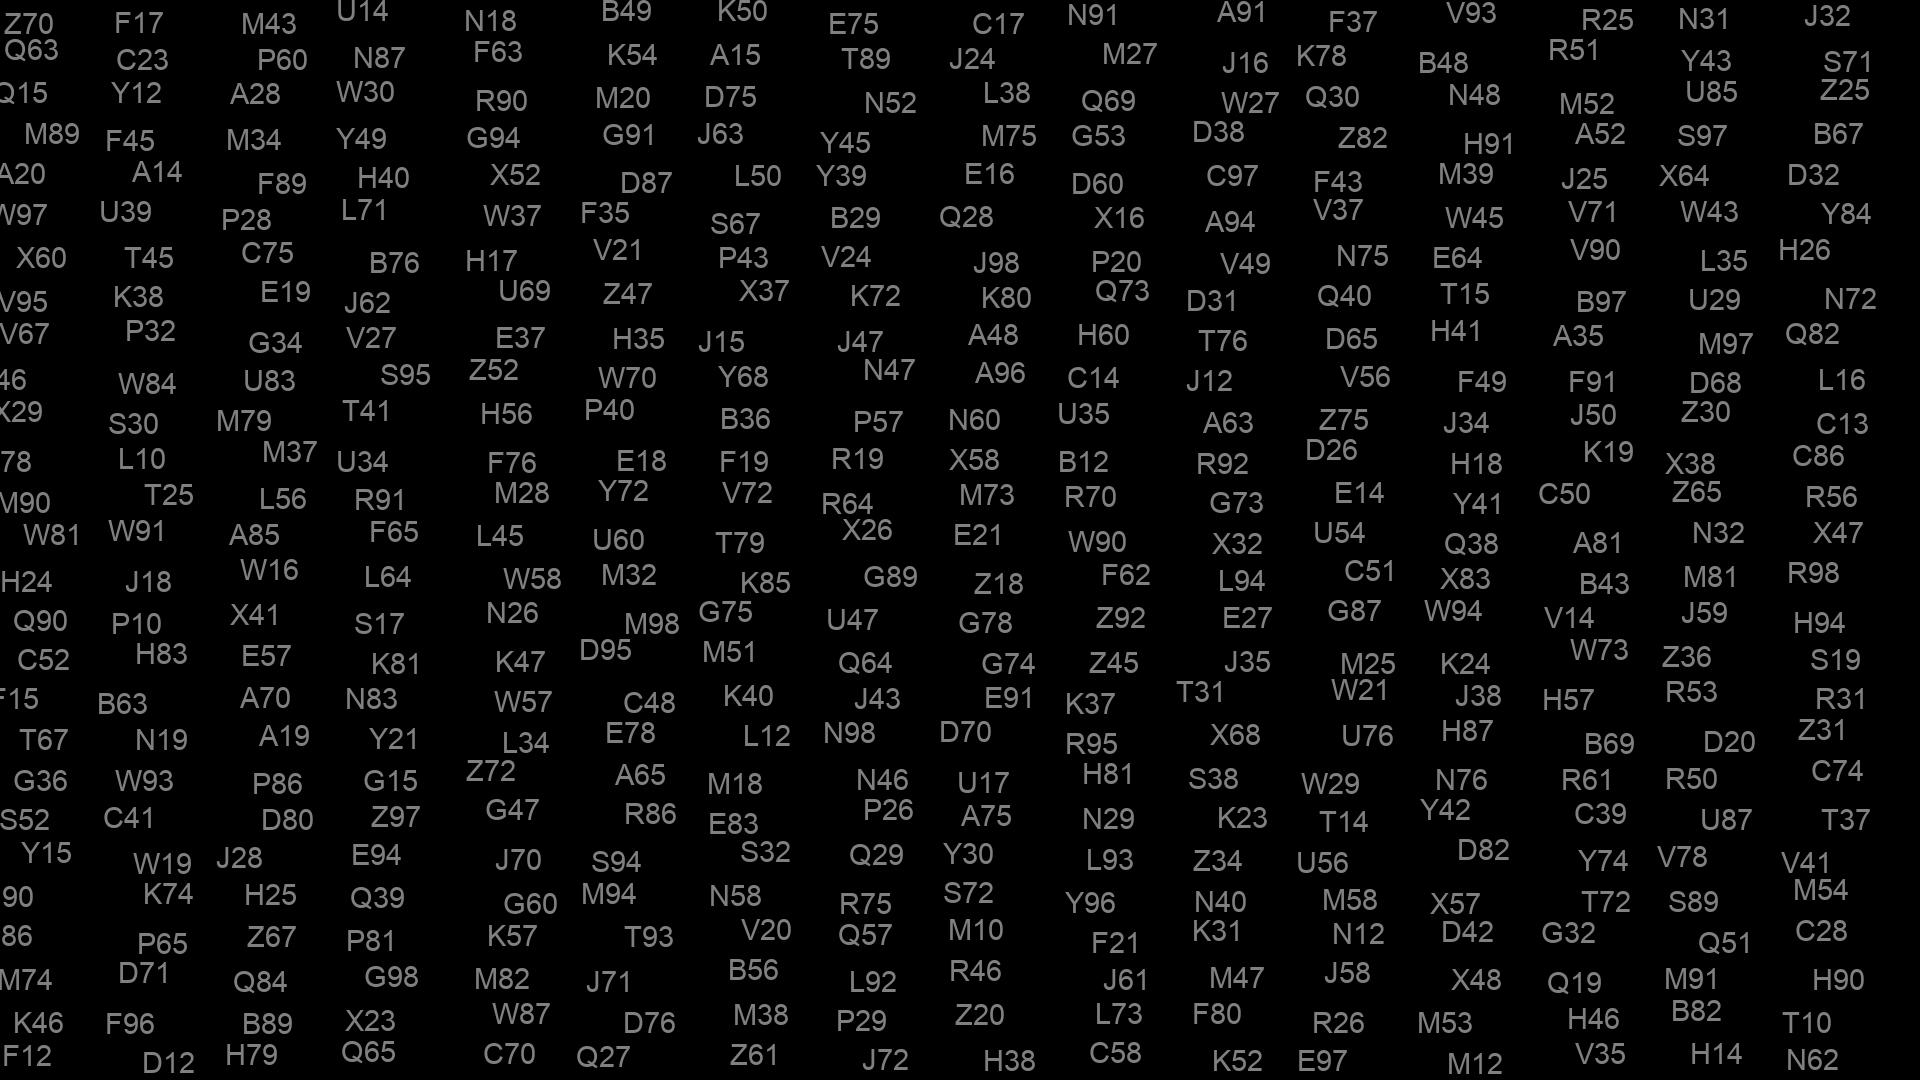 Z70 F17 M43 U14 N18 B49 K50 E75 C17 N91 A91 F37 V93 R25 N31 J32
Q63 C23 P60 N87 F63 K54 A15 T89 J24 M27 J16 K78 B48 R51 Y43 S71
Q15 Y12 A28 W30 R90 M20 D75 N52 L38 Q69 W27 Q30 N48 M52 U85 Z25
M89 F45 M34 Y49 G94 G91 J63 Y45 M75 G53 D38 Z82 H91 A52 S97 B67
A20 A14 F89 H40 X52 D87 L50 Y39 E16 D60 C97 F43 M39 J25 X64 D32
W97 U39 P28 L71 W37 F35 S67 B29 Q28 X16 A94 V37 W45 V71 W43 Y84
X60 T45 C75 B76 H17 V21 P43 V24 J98 P20 V49 N75 E64 V90 L35 H26
V95 K38 E19 J62 U69 Z47 X37 K72 K80 Q73 D31 Q40 T15 B97 U29 N72
V67 P32 G34 V27 E37 H35 J15 J47 A48 H60 T76 D65 H41 A35 M97 Q82
46 W84 U83 S95 Z52 W70 Y68 N47 A96 C14 J12 V56 F49 F91 D68 L16
X29 S30 M79 T41 H56 P40 B36 P57 N60 U35 A63 Z75 J34 J50 Z30 C13
78 L10 M37 U34 F76 E18 F19 R19 X58 B12 R92 D26 H18 K19 X38 C86
M90 T25 L56 R91 M28 Y72 V72 R64 M73 R70 G73 E14 Y41 C50 Z65 R56
W81 W91 A85 F65 L45 U60 T79 X26 E21 W90 X32 U54 Q38 A81 N32 X47
H24 J18 W16 L64 W58 M32 K85 G89 Z18 F62 L94 C51 X83 B43 M81 R98
Q90 P10 X41 S17 N26 M98 G75 U47 G78 Z92 E27 G87 W94 V14 J59 H94
C52 H83 E57 K81 K47 D95 M51 Q64 G74 Z45 J35 M25 K24 W73 Z36 S19
F15 B63 A70 N83 W57 C48 K40 J43 E91 K37 T31 W21 J38 H57 R53 R31
T67 N19 A19 Y21 L34 E78 L12 N98 D70 R95 X68 U76 H87 B69 D20 Z31
G36 W93 P86 G15 Z72 A65 M18 N46 U17 H81 S38 W29 N76 R61 R50 C74
S52 C41 D80 Z97 G47 R86 E83 P26 A75 N29 K23 T14 Y42 C39 U87 T37
Y15 W19 J28 E94 J70 S94 S32 Q29 Y30 L93 Z34 U56 D82 Y74 V78 V41
90 K74 H25 Q39 G60 M94 N58 R75 S72 Y96 N40 M58 X57 T72 S89 M54
86 P65 Z67 P81 K57 T93 V20 Q57 M10 F21 K31 N12 D42 G32 Q51 C28
M74 D71 Q84 G98 M82 J71 B56 L92 R46 J61 M47 J58 X48 Q19 M91 H90
K46 F96 B89 X23 W87 D76 M38 P29 Z20 L73 F80 R26 M53 H46 B82 T10
F12 D12 H79 Q65 C70 Q27 Z61 J72 H38 C58 K52 E97 M12 V35 H14 N62